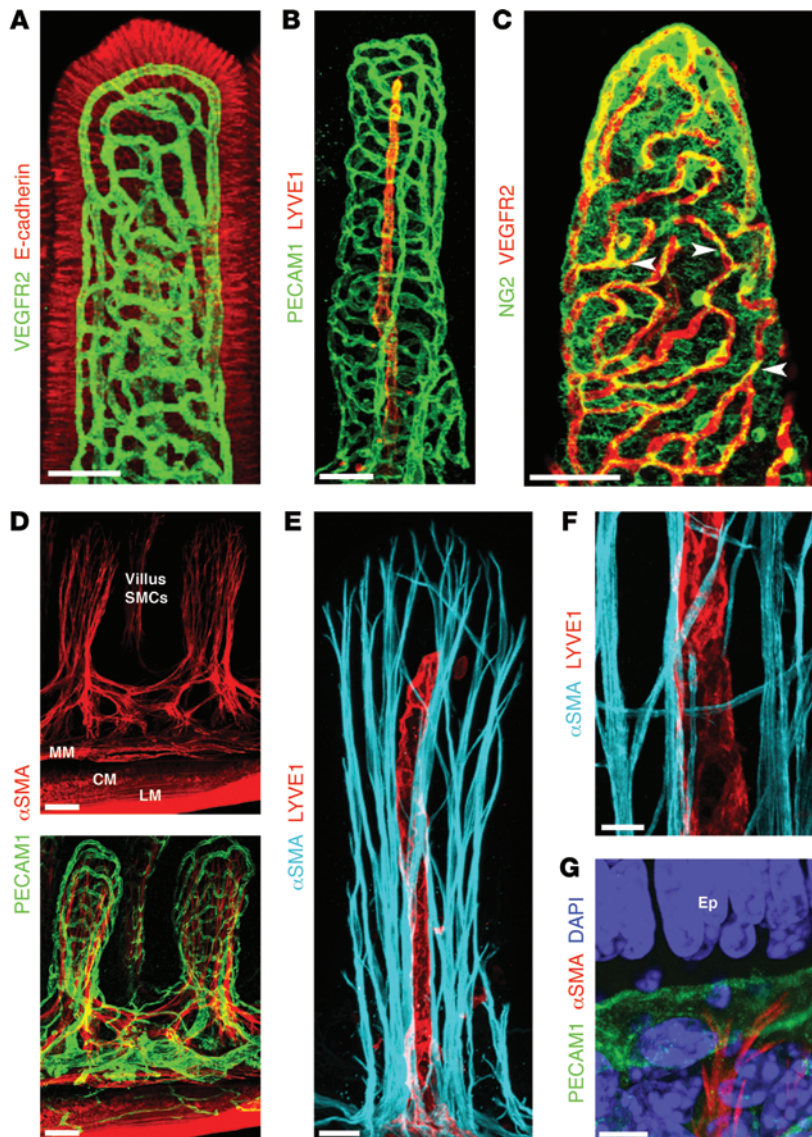 A
VEGFR2 E-cadherin
B
PECAM1 LYVE1
C
NG2 VEGFR2
D
PECAM1 αSMA
Villus
SMCs
MM
CM
LM
E
αSMA LYVE1
F
αSMA LYVE1
G
PECAM1 αSMA DAPI
Ep